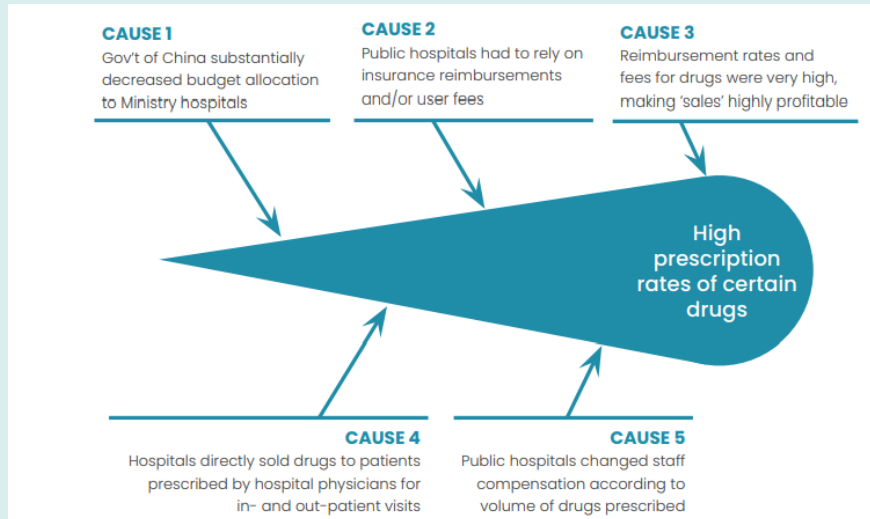 CAUSE 1
Gov't of China substantially
decreased budget allocation
to Ministry hospitals
CAUSE 2
Public hospitals had to rely on
insurance reimbursements
and/or user fees
CAUSE 3
Reimbursement rates and
fees for drugs were very high,
making 'sales' highly profitable
High
prescription
rates of certain
drugs
CAUSE 4
Hospitals directly sold drugs to patients
prescribed by hospital physicians for
in- and out-patient visits
CAUSE 5
Public hospitals changed staff
compensation according to
volume of drugs prescribed